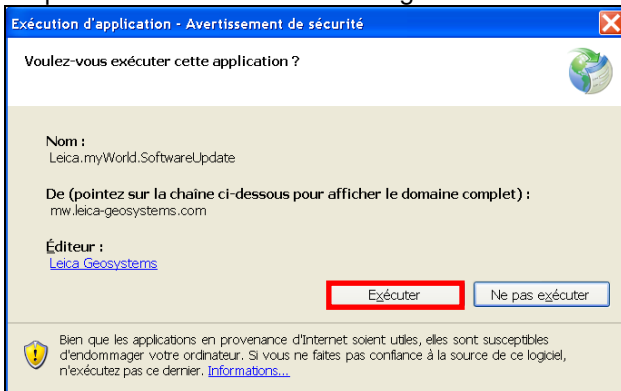 Exécution d'application - Avertissement de sécurité
Voulez-vous exécuter cette application ?
Nom :
Leica.myWorld.SoftwareUpdate
De (pointez sur la chaîne ci-dessous pour afficher le domaine complet) :
mw.leica-geosystems.com
Éditeur :
Leica Geosystems
Exécuter
Ne pas exécuter
Bien que les applications en provenance d'Internet soient utiles, elles sont susceptibles
d'endommager votre ordinateur. Si vous ne faites pas confiance à la source de ce logiciel,
n'exécutez pas ce dernier. Informations...